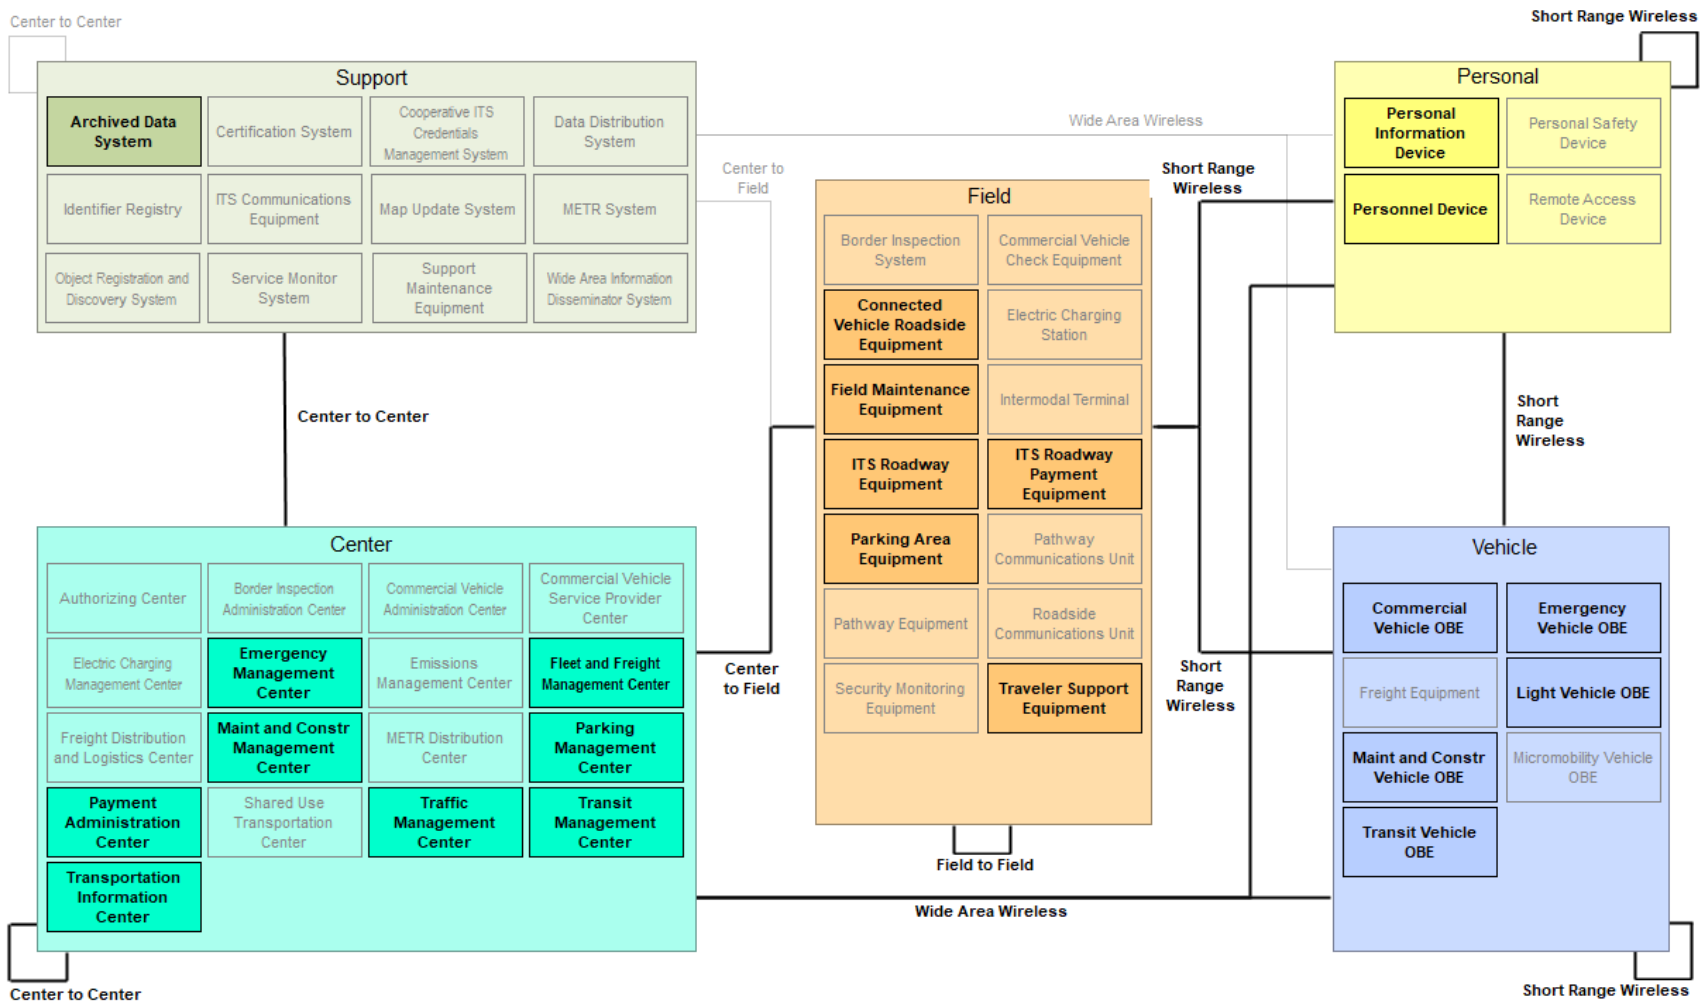 Center to Center
Short Range Wireless
Support
Archived Data
System
Certification System
Cooperative ITS
Credentials
Management System
Data Distribution
System
Identifier Registry
ITS Communications
Equipment
Map Update System
METR System
Object Registration and
Discovery System
Service Monitor
System
Support
Maintenance
Equipment
Wide Area Information
Disseminator System
Wide Area Wireless
Center to
Field
Short Range
Wireless
Personal
Personal
Information
Device
Personal Safety
Device
Personnel Device
Remote Access
Device
Field
Border Inspection
System
Commercial Vehicle
Check Equipment
Connected
Vehicle Roadside
Equipment
Electric Charging
Station
Field Maintenance
Equipment
Intermodal Terminal
ITS Roadway
Equipment
ITS Roadway
Payment
Equipment
Parking Area
Equipment
Pathway
Communications Unit
Pathway Equipment
Roadside
Communications Unit
Security Monitoring
Equipment
Traveler Support
Equipment
Field to Field
Center to Center
Short
Range
Wireless
Center
Authorizing Center
Border Inspection
Administration Center
Commercial Vehicle
Administration Center
Commercial Vehicle
Service Provider
Center
Electric Charging
Management Center
Emergency
Management
Center
Emissions
Management Center
Fleet and Freight
Management Center
Freight Distribution
and Logistics Center
Maint and Constr
Management
Center
METR Distribution
Center
Parking
Management
Center
Payment
Administration
Center
Shared Use
Transportation
Center
Traffic
Management
Center
Transit
Management
Center
Transportation
Information
Center
Center
to Field
Short
Range
Wireless
Wide Area Wireless
Vehicle
Commercial
Vehicle OBE
Emergency
Vehicle OBE
Freight Equipment
Light Vehicle OBE
Maint and Constr
Vehicle OBE
Micromobility Vehicle
OBE
Transit Vehicle
OBE
Center to Center
Short Range Wireless